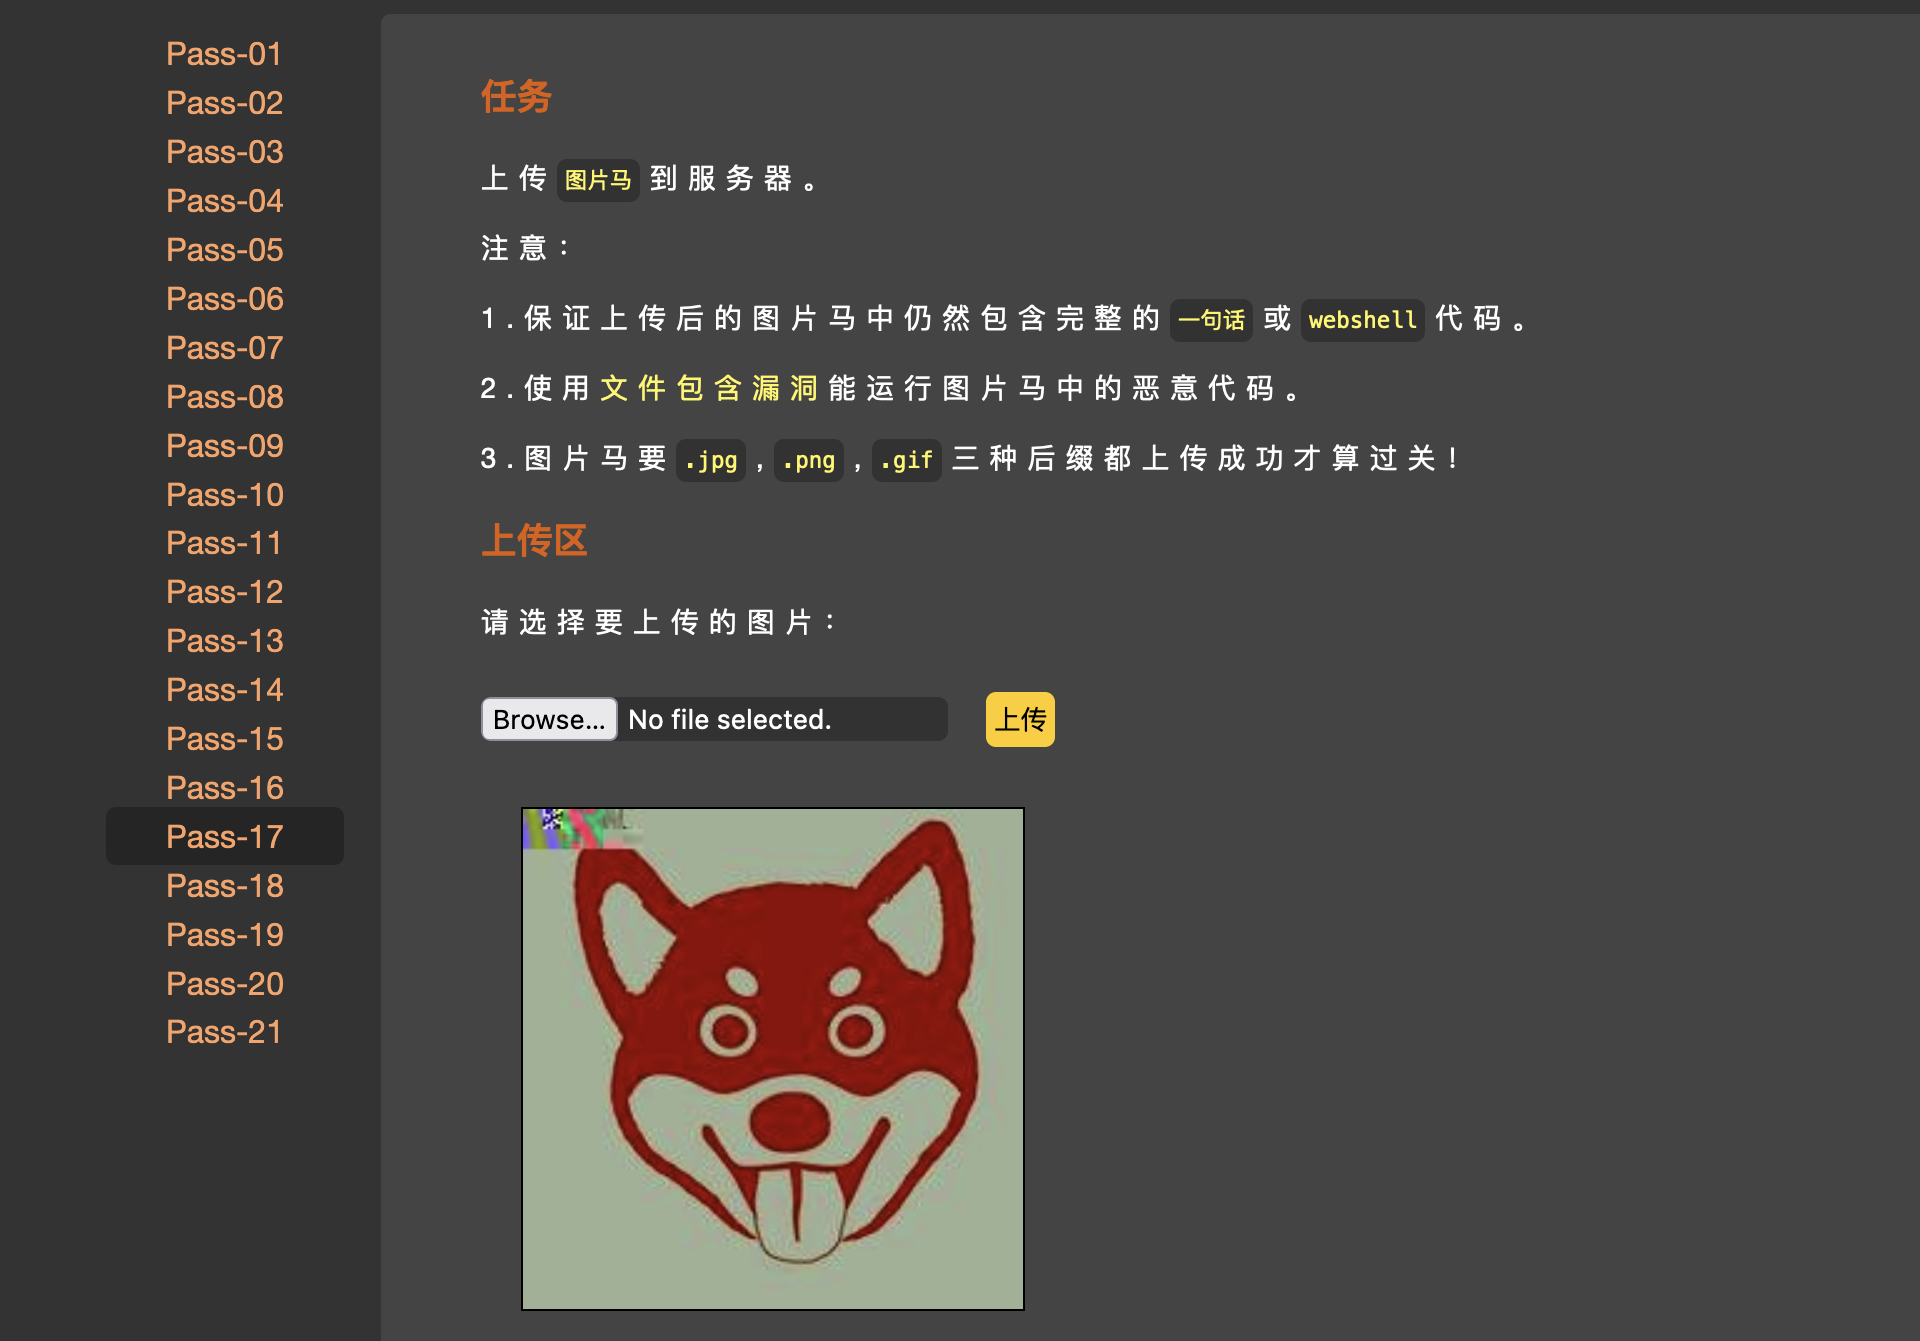 Pass-01
Pass-02
Pass-03
Pass-04
Pass-05
Pass-06
Pass-07
Pass-08
Pass-09
Pass-10
Pass-11
Pass-12
Pass-13
Pass-14
Pass-15
Pass-16
Pass-17
Pass-18
Pass-19
Pass-20
Pass-21
任务
上传 图片马 到服务器。
注意：
1.保证上传后的图片马中仍然包含完整的 一句话 或 webshell 代码。
2.使用文件包含漏洞能运行图片马中的恶意代码。
3.图片马要 .jpg , .png , .gif 三种后缀都上传成功才算过关！
上传区
请选择要上传的图片：
Browse... No file selected. 上传